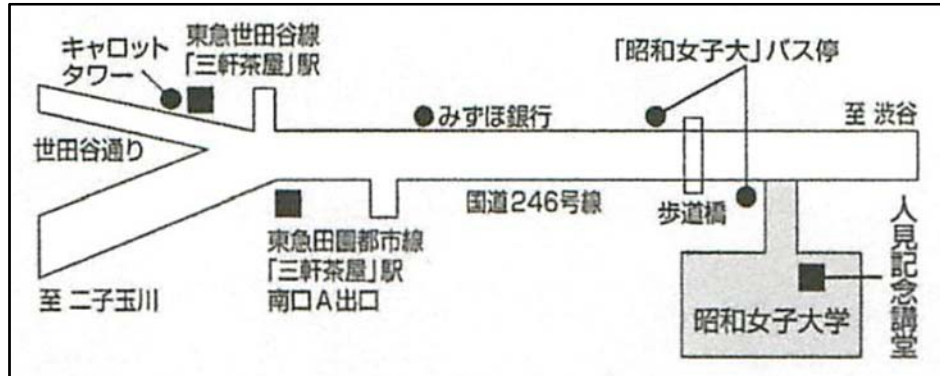 東急世田谷線
「三軒茶屋」駅
キャロット
タワー
「昭和女子大」バス停
みずほ銀行
至 渋谷
世田谷通り
国道246号線
歩道橋
東急田園都市線
「三軒茶屋」駅
南口A出口
至 二子玉川
昭和女子大学
人見記念講堂